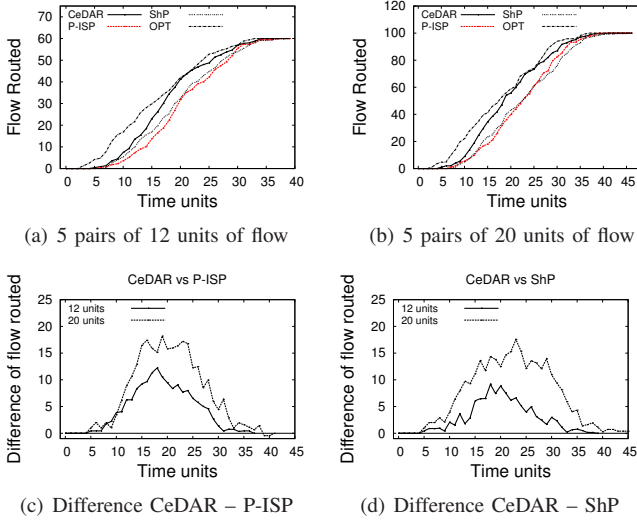 CeDAR ShP
P-ISP OPT
Flow Routed
70
60
50
40
30
20
10
0
0 5 10 15 20 25 30 35 40
Time units
(a) 5 pairs of 12 units of flow
CeDAR ShP
P-ISP OPT
Flow Routed
120
100
80
60
40
20
0
0 5 10 15 20 25 30 35 40 45
Time units
(b) 5 pairs of 20 units of flow
CeDAR vs P-ISP
12 units
20 units
Difference of flow routed
25
20
15
10
5
0
0 5 10 15 20 25 30 35 40 45
Time units
(c) Difference CeDAR – P-ISP
CeDAR vs ShP
12 units
20 units
Difference of flow routed
25
20
15
10
5
0
0 5 10 15 20 25 30 35 40 45
Time units
(d) Difference CeDAR – ShP